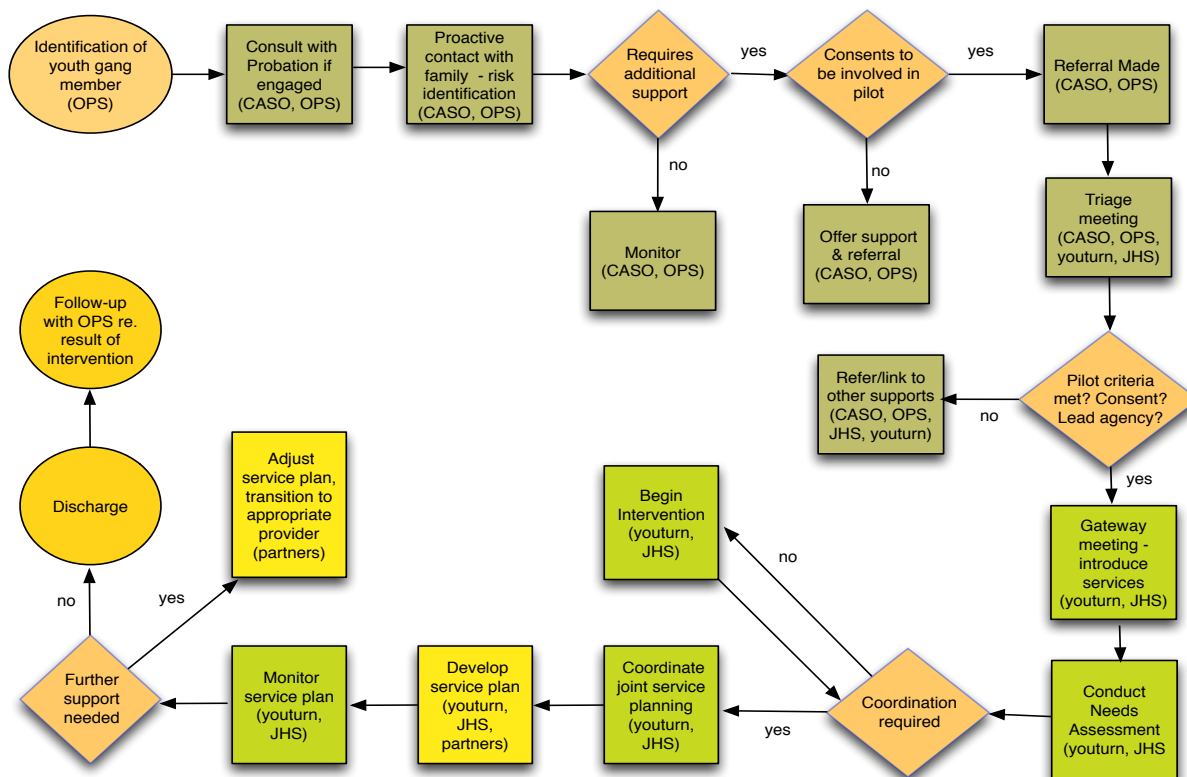 Identification of
youth gang
member
(OPS)
Consult with
Probation if
engaged
(CASO, OPS)
Proactive
contact with
family - risk
identification
(CASO, OPS)
Requires
additional
support
yes
Consents to
be involved in
pilot
yes
Referral Made
(CASO, OPS)
no
no
Monitor
(CASO, OPS)
Offer support
& referral
(CASO, OPS)
Triage
meeting
(CASO, OPS,
youturn, JHS)
Follow-up
with OPS re.
result of
intervention
Refer/link to
other supports
(CASO, OPS,
JHS, youturn)
no
Pilot criteria
met? Consent?
Lead agency?
yes
Discharge
Adjust
service plan,
transition to
appropriate
provider
(partners)
Begin
Intervention
(youturn,
JHS)
no
Gateway
meeting -
introduce
services
(youturn, JHS)
no
yes
Further
support
needed
Monitor
service plan
(youturn,
JHS)
Develop
service plan
(youturn,
JHS,
partners)
Coordinate
joint service
planning
(youturn,
JHS)
yes
Coordination
required
Conduct
Needs
Assessment
(youturn, JHS